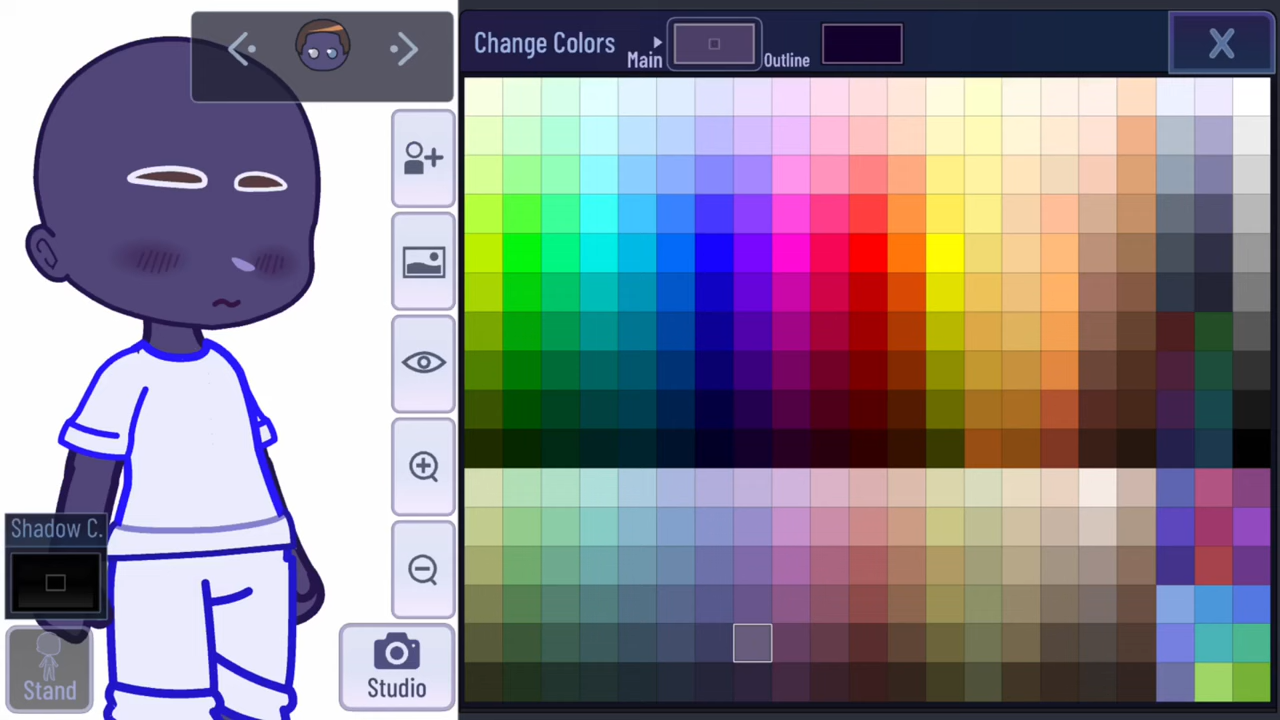 Change Colors
Main
Outline
X
Shadow C.
Stand
Studio